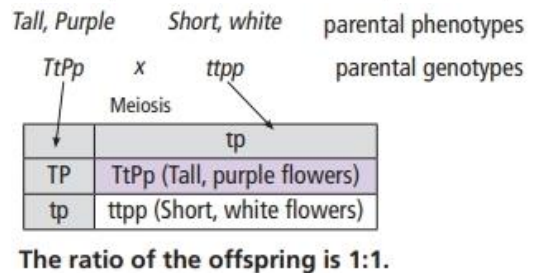 Tall, Purple Short, white parental phenotypes
TtPp x ttpp parental genotypes
Meiosis
tp
TP TtPp (Tall, purple flowers)
tp ttpp (Short, white flowers)
The ratio of the offspring is 1:1.